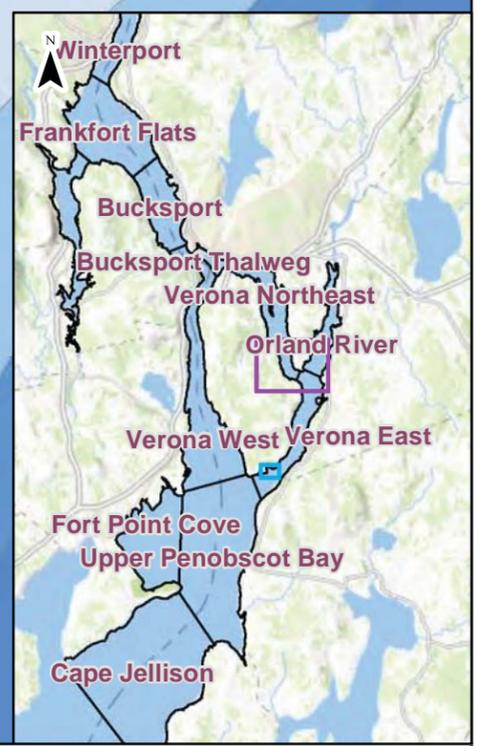 N
Winterport
Frankfort Flats
Bucksport
Bucksport Thalweg
Verona Northeast
Orland River
Verona West
Verona East
Fort Point Cove
Upper Penobscot Bay
Cape Jellison